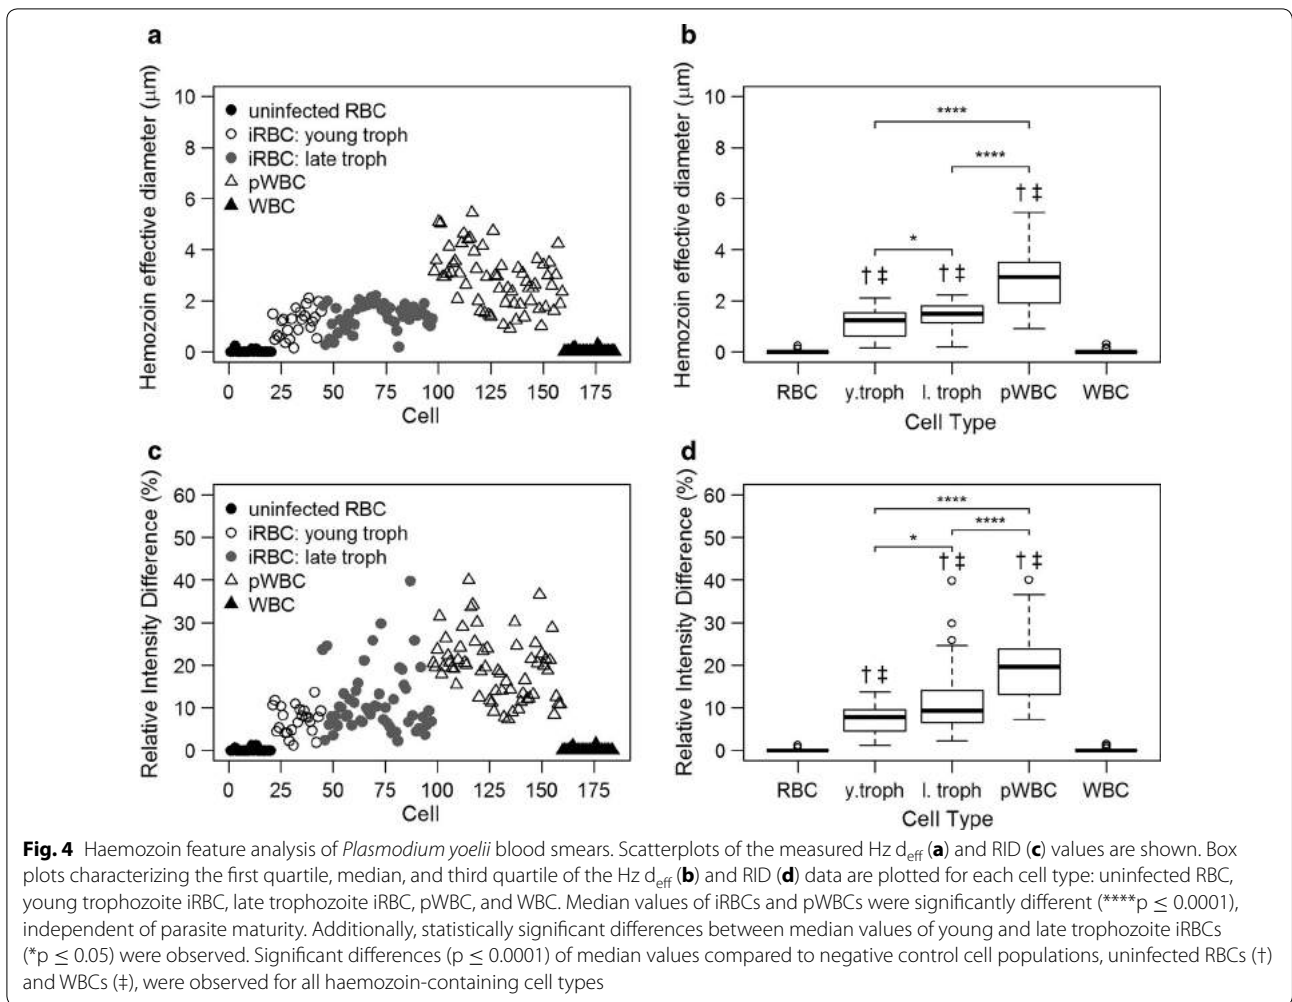 a
b
Hemozoin effective diameter (μm)
10
8
6
4
2
0
uninfected RBC
iRBC: young troph
iRBC: late troph
pWBC
WBC
0 25 50 75 100 125 150 175
Cell
Hemozoin effective diameter (μm)
10
8
6
4
2
0
****
****
*
†‡
†‡
†‡
RBC y.troph l. troph pWBC WBC
Cell Type
c
d
Relative Intensity Difference (%)
60
50
40
30
20
10
0
uninfected RBC
iRBC: young troph
iRBC: late troph
pWBC
WBC
0 25 50 75 100 125 150 175
Cell
Relative Intensity Difference (%)
60
50
40
30
20
10
0
****
****
*
†‡
†‡
†‡
RBC y.troph l. troph pWBC WBC
Cell Type
Fig. 4 Haemozoin feature analysis of Plasmodium yoelii blood smears. Scatterplots of the measured Hz deff (a) and RID (c) values are shown. Box
plots characterizing the first quartile, median, and third quartile of the Hz deff (b) and RID (d) data are plotted for each cell type: uninfected RBC,
young trophozoite iRBC, late trophozoite iRBC, pWBC, and WBC. Median values of iRBCs and pWBCs were significantly different (****p ≤ 0.0001),
independent of parasite maturity. Additionally, statistically significant differences between median values of young and late trophozoite iRBCs
(*p ≤ 0.05) were observed. Significant differences (p ≤ 0.0001) of median values compared to negative control cell populations, uninfected RBCs (†)
and WBCs (‡), were observed for all haemozoin-containing cell types